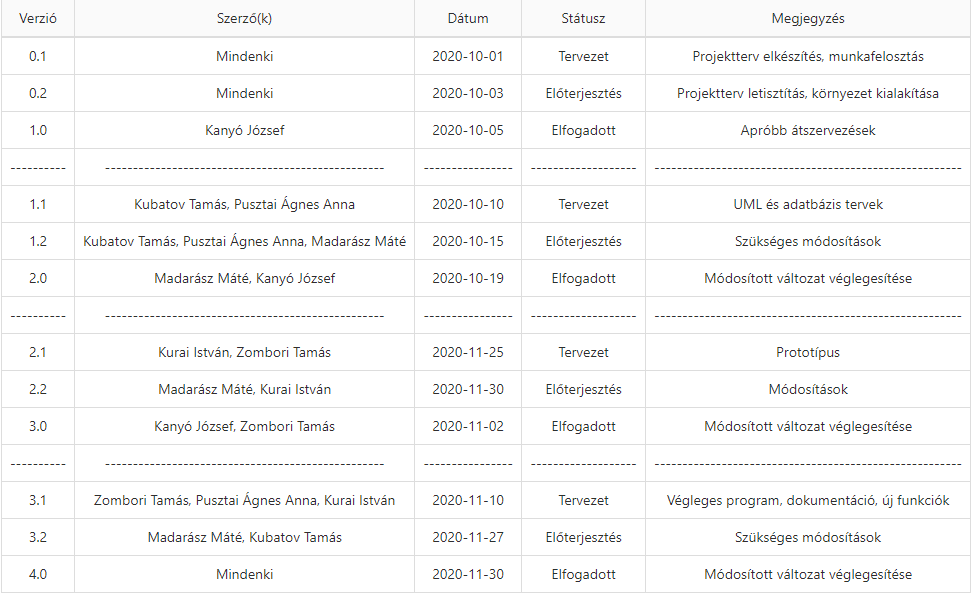 Verzió Szerző(k) Dátum Státusz Megjegyzés
0.1 Mindenki 2020-10-01 Tervezet Projektterv elkészítés, munkafelosztás
0.2 Mindenki 2020-10-03 Előterjesztés Projektterv letisztítás, környezet kialakítása
1.0 Kanyó József 2020-10-05 Elfogadott Apróbb átszervezések
---------- -------------------------------------------------- ---------------- ------------------- -------------------------------------------------------
1.1 Kubatov Tamás, Pusztai Ágnes Anna 2020-10-10 Tervezet UML és adatbázis tervek
1.2 Kubatov Tamás, Pusztai Ágnes Anna, Madarász Máté 2020-10-15 Előterjesztés Szükséges módosítások
2.0 Madarász Máté, Kanyó József 2020-10-19 Elfogadott Módosított változat véglegesítése
---------- -------------------------------------------------- ---------------- ------------------- -------------------------------------------------------
2.1 Kurai István, Zombori Tamás 2020-11-25 Tervezet Prototípus
2.2 Madarász Máté, Kurai István 2020-11-30 Előterjesztés Módosítások
3.0 Kanyó József, Zombori Tamás 2020-11-02 Elfogadott Módosított változat véglegesítése
---------- -------------------------------------------------- ---------------- ------------------- -------------------------------------------------------
3.1 Zombori Tamás, Pusztai Ágnes Anna, Kurai István 2020-11-10 Tervezet Végleges program, dokumentáció, új funkciók
3.2 Madarász Máté, Kubatov Tamás 2020-11-27 Előterjesztés Szükséges módosítások
4.0 Mindenki 2020-11-30 Elfogadott Módosított változat véglegesítése